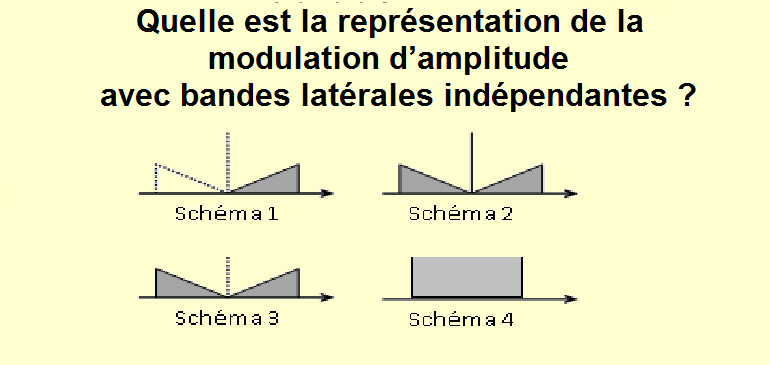 Quelle est la représentation de la
modulation d’amplitude
avec bandes latérales indépendantes ?
Schéma 1
Schéma 2
Schéma 3
Schéma 4